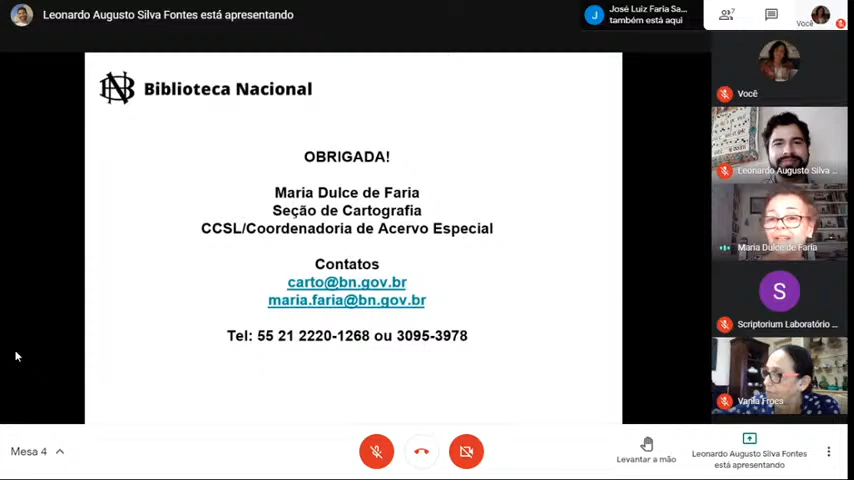 Leonardo Augusto Silva Fontes está apresentando
J
José Luiz Faria Sa...
também está aqui
7
Você
Biblioteca Nacional
OBRIGADA!
Maria Dulce de Faria
Seção de Cartografia
CCSL/Coordenadoria de Acervo Especial
Contatos
carto@bn.gov.br
maria.faria@bn.gov.br
Tel: 55 21 2220-1268 ou 3095-3978
Você
Leonardo Augusto Silva ...
Maria Dulce de Faria
S
Scriptorium Laboratório ...
Vania Froes
Mesa 4
Levantar a mão
Leonardo Augusto Silva Fontes
está apresentando